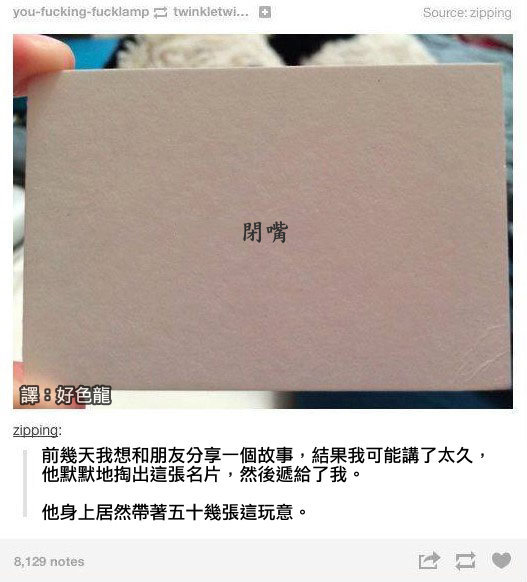 you-fucking-fucklamp twinkletwi...
Source: zipping
閉嘴
譯：好色龍
zipping:
前幾天我想和朋友分享一個故事，結果我可能講了太久，
他默默地掏出這張名片，然後遞給了我。
他身上居然帶著五十幾張這玩意。
8,129 notes